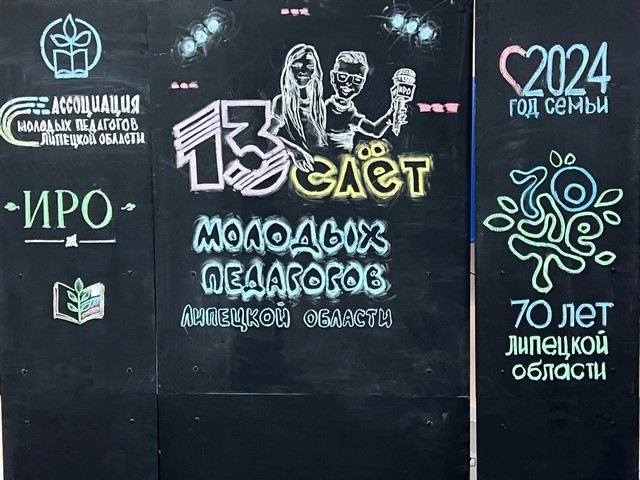 АССОЦИАЦИЯ
МОЛОДЫХ ПЕДАГОГОВ
ЛИПЕЦКОЙ ОБЛАСТИ
ИРО
ИРО
13 СЛЁТ
МОЛОДЫХ
ПЕДАГОГОВ
ЛИПЕЦКОЙ ОБЛАСТИ
2024
ГОД СЕМЬИ
70
ле
70 ЛЕТ
ЛИПЕЦКОЙ
ОБЛАСТИ